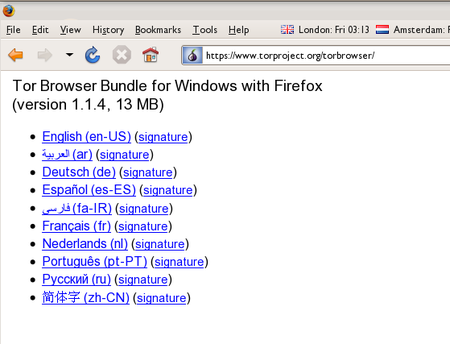 File Edit View History Bookmarks Tools Help London: Fri 03:13 Amsterdam:
https://www.torproject.org/torbrowser/
Tor Browser Bundle for Windows with Firefox
(version 1.1.4, 13 MB)
English (en-US) (signature)
العربية (ar) (signature)
Deutsch (de) (signature)
Español (es-ES) (signature)
فارسي (fa-IR) (signature)
Français (fr) (signature)
Nederlands (nl) (signature)
Português (pt-PT) (signature)
Русский (ru) (signature)
简体字 (zh-CN) (signature)